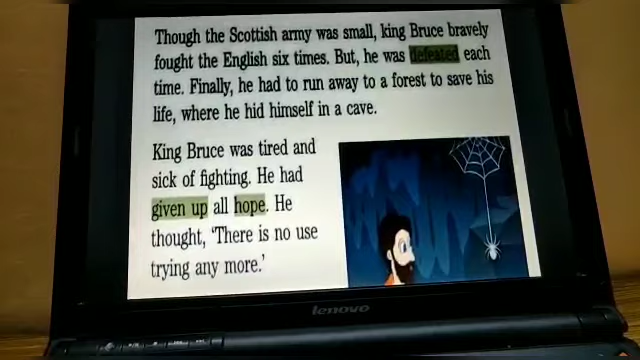 Though the Scottish army was small, king Bruce bravely
fought the English six times. But, he was defeated each
time. Finally, he had to run away to a forest to save his
life, where he hid himself in a cave.
King Bruce was tired and
sick of fighting. He had
given up all hope. He
thought, ‘There is no use
trying any more.’
lenovo